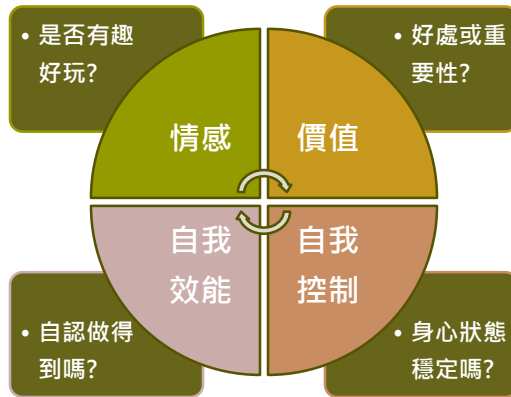 • 是否有趣
好玩?
• 好處或重
要性?
情感
價值
自我
效能
自我
控制
• 自認做得
到嗎?
• 身心狀態
穩定嗎?